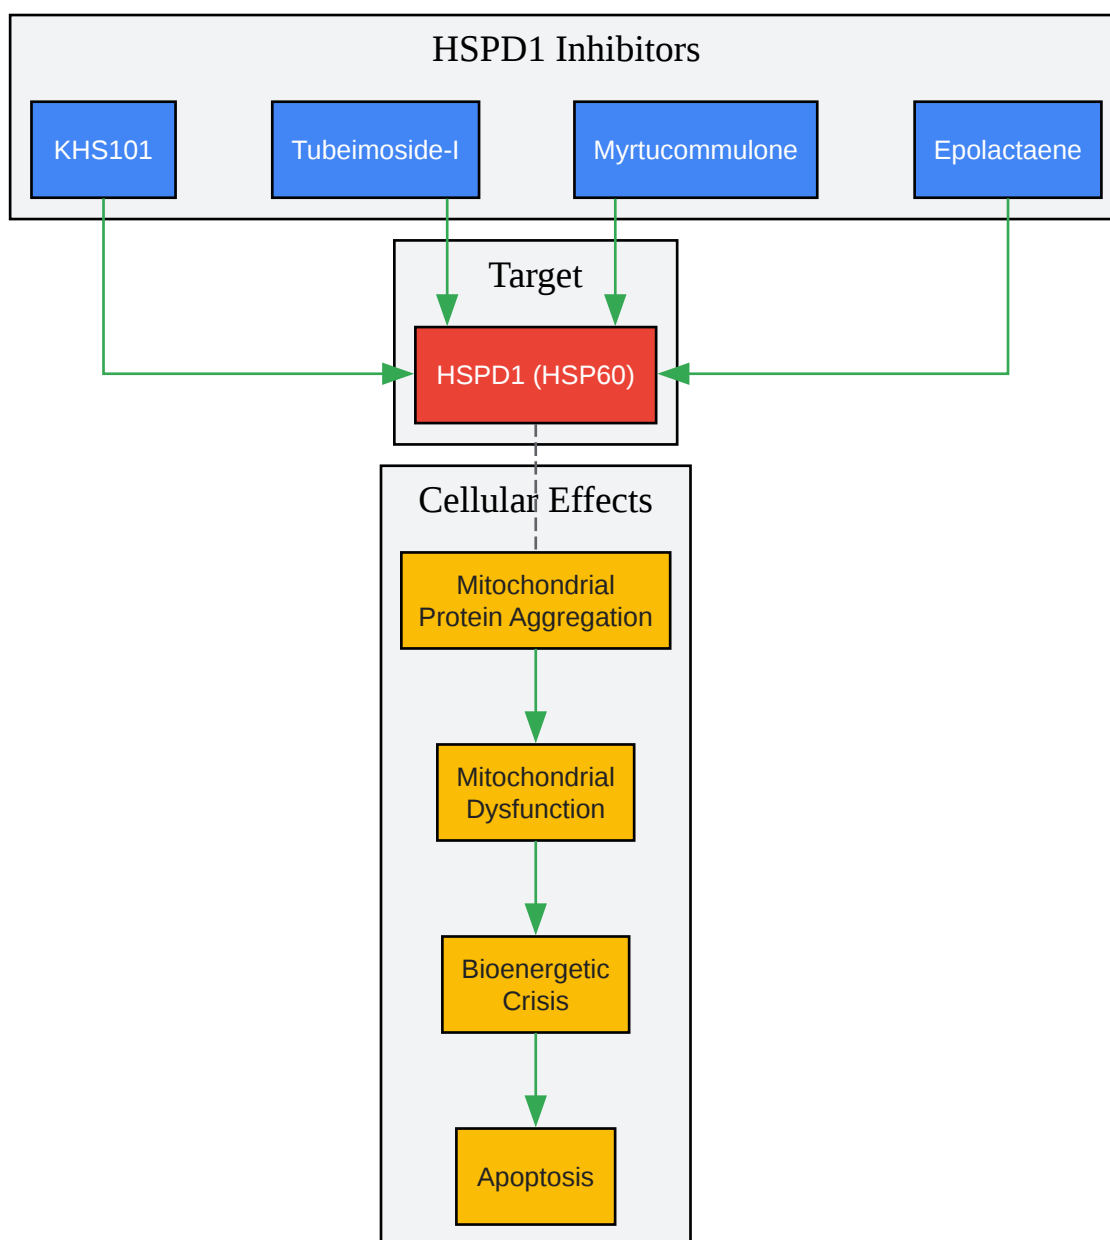 HSPD1 Inhibitors
KHS101
Tubeimoside-I
Myrtucommulone
Epolactaene
Target
HSPD1 (HSP60)
Cellular Effects
Mitochondrial
Protein Aggregation
Mitochondrial
Dysfunction
Bioenergetic
Crisis
Apoptosis